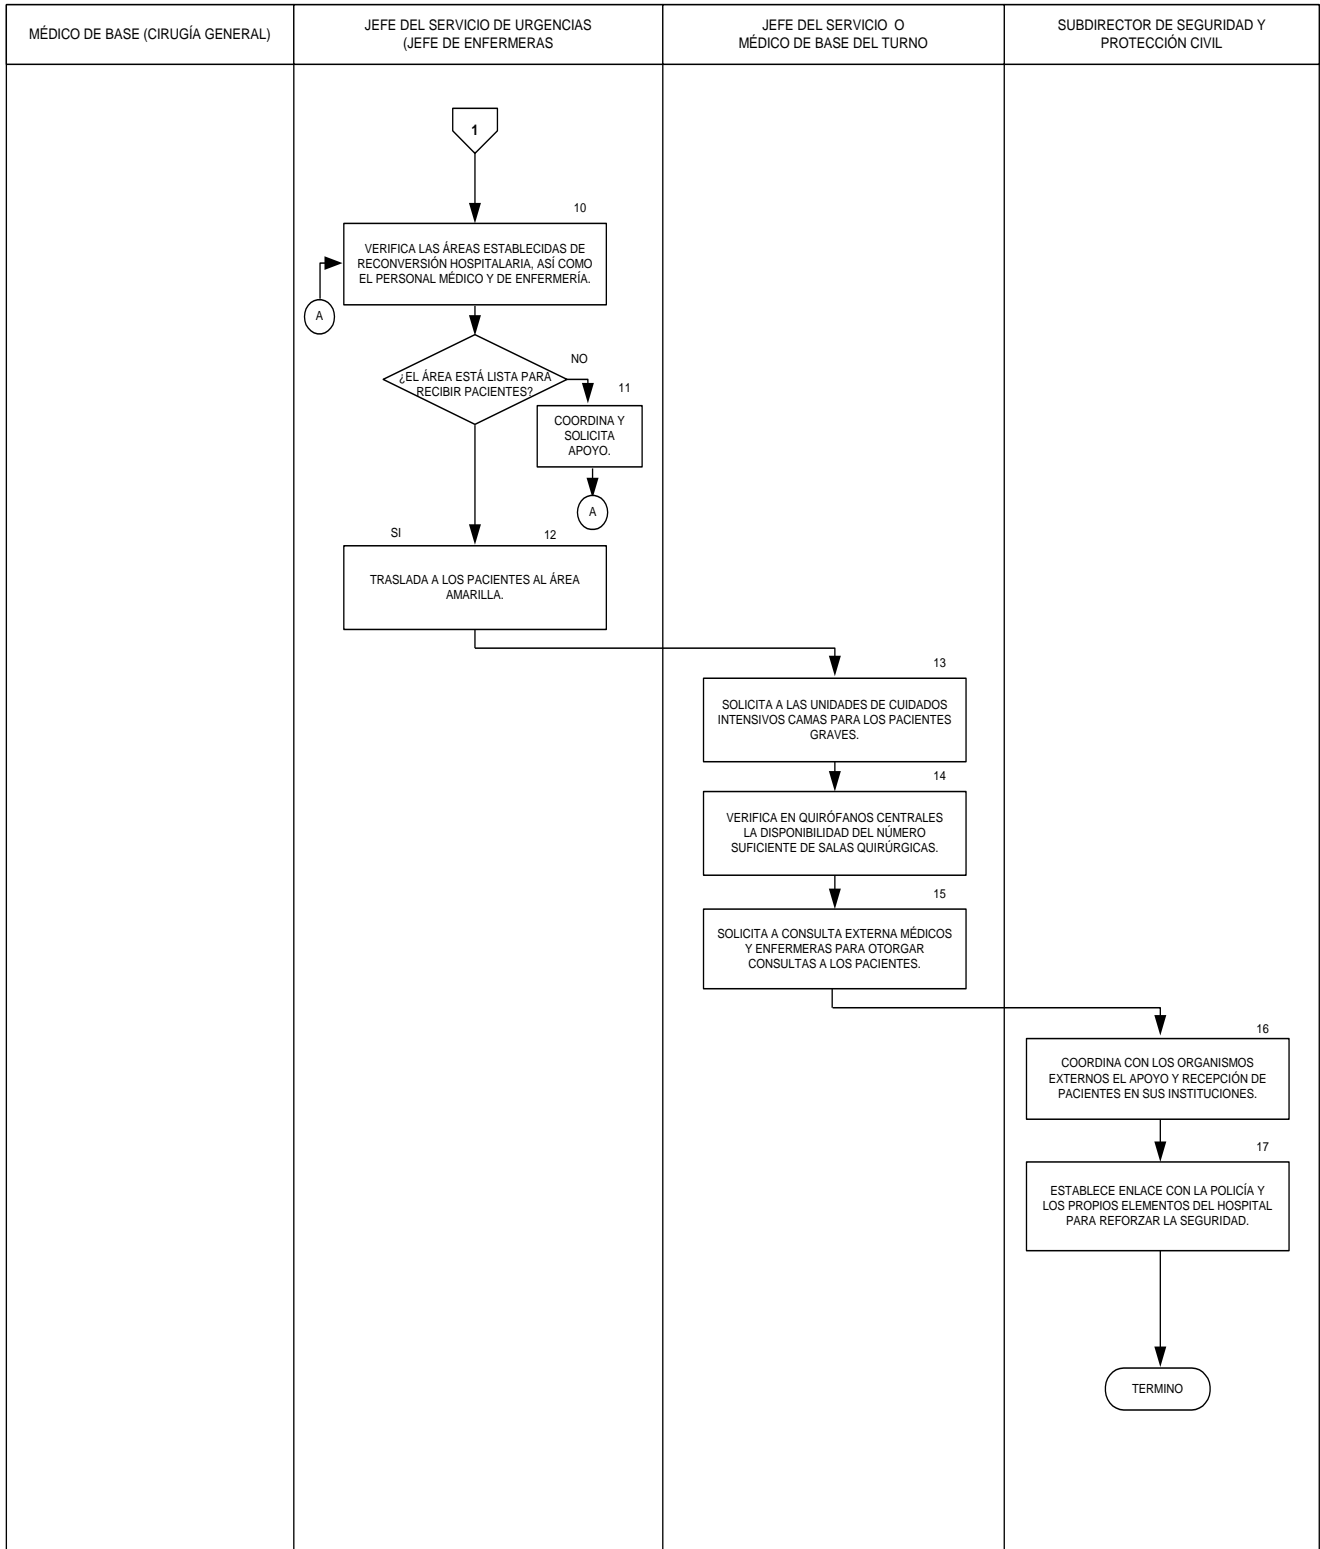 MÉDICO DE BASE (CIRUGÍA GENERAL)
JEFE DEL SERVICIO DE URGENCIAS
(JEFE DE ENFERMERAS
JEFE DEL SERVICIO O
MÉDICO DE BASE DEL TURNO
SUBDIRECTOR DE SEGURIDAD Y
PROTECCIÓN CIVIL
1
10
VERIFICA LAS ÁREAS ESTABLECIDAS DE
RECONVERSIÓN HOSPITALARIA, ASÍ COMO
EL PERSONAL MÉDICO Y DE ENFERMERÍA.
A
¿EL ÁREA ESTÁ LISTA PARA
RECIBIR PACIENTES?
NO
11
COORDINA Y
SOLICITA
APOYO.
A
SI
12
TRASLADA A LOS PACIENTES AL ÁREA
AMARILLA.
13
SOLICITA A LAS UNIDADES DE CUIDADOS
INTENSIVOS CAMAS PARA LOS PACIENTES
GRAVES.
14
VERIFICA EN QUIRÓFANOS CENTRALES
LA DISPONIBILIDAD DEL NÚMERO
SUFICIENTE DE SALAS QUIRÚRGICAS.
15
SOLICITA A CONSULTA EXTERNA MÉDICOS
Y ENFERMERAS PARA OTORGAR
CONSULTAS A LOS PACIENTES.
16
COORDINA CON LOS ORGANISMOS
EXTERNOS EL APOYO Y RECEPCIÓN DE
PACIENTES EN SUS INSTITUCIONES.
17
ESTABLECE ENLACE CON LA POLICÍA Y
LOS PROPIOS ELEMENTOS DEL HOSPITAL
PARA REFORZAR LA SEGURIDAD.
TERMINO